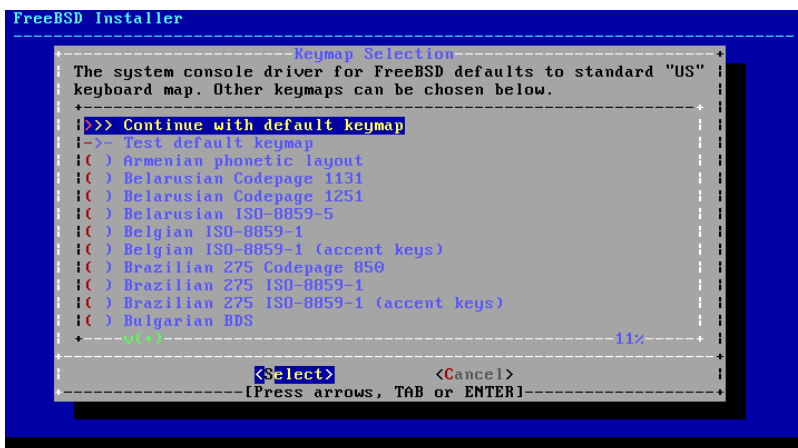 FreeBSD Installer
Keymap Selection
The system console driver for FreeBSD defaults to standard "US"
keyboard map. Other keymaps can be chosen below.
>>> Continue with default keymap
->- Test default keymap
( ) Armenian phonetic layout
( ) Belarusian Codepage 1131
( ) Belarusian Codepage 1251
( ) Belarusian ISO-8859-5
( ) Belgian ISO-8859-1
( ) Belgian ISO-8859-1 (accent keys)
( ) Brazilian 275 Codepage 850
( ) Brazilian 275 ISO-8859-1
( ) Brazilian 275 ISO-8859-1 (accent keys)
( ) Bulgarian BDS
v(+) 11%
<Select> <Cancel>
[Press arrows, TAB or ENTER]